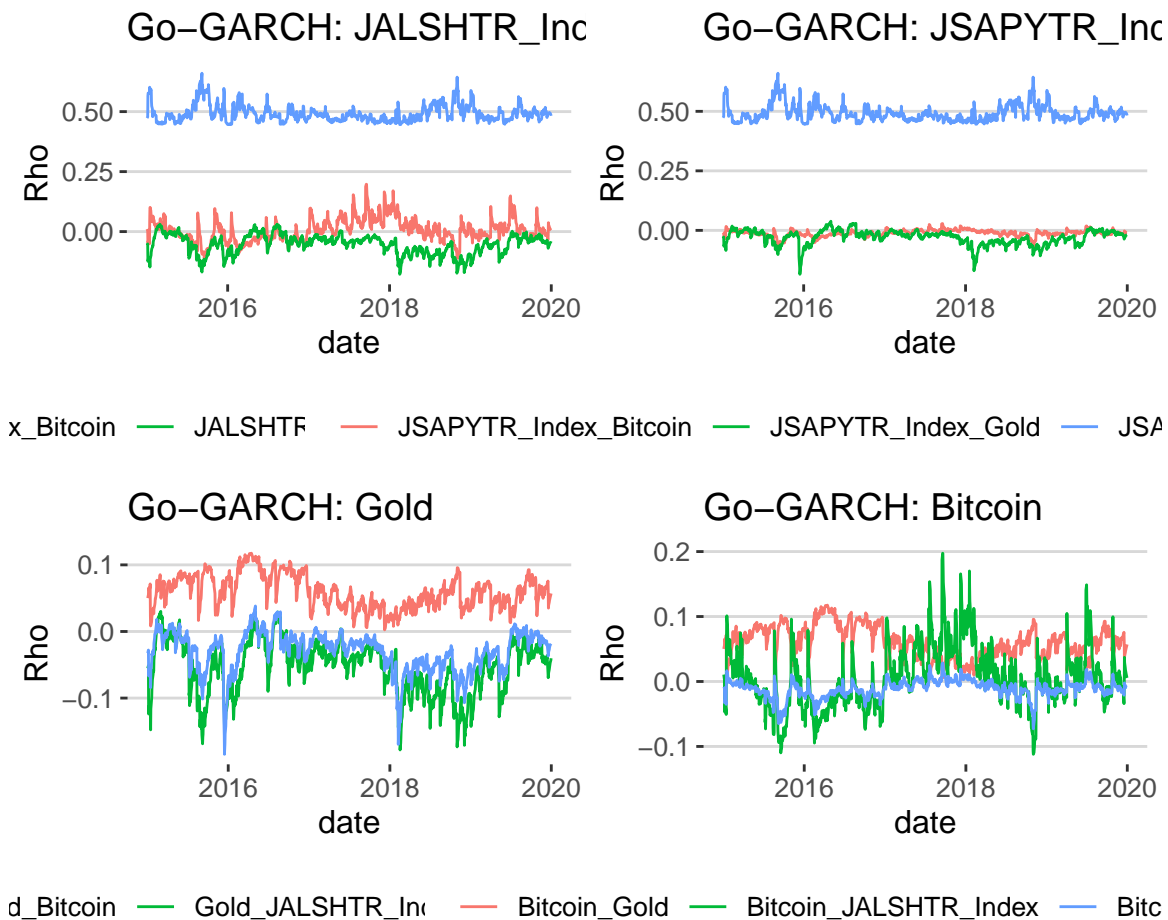 Go−GARCH: JALSHTR_Inc
Go−GARCH: JSAPYTR_Inc
Rho
0.50
0.25
0.00
2016
2018
2020
date
Rho
0.50
0.25
0.00
2016
2018
2020
date
x_Bitcoin
JALSHTR
JSAPYTR_Index_Bitcoin
JSAPYTR_Index_Gold
JSA
Go−GARCH: Gold
Go−GARCH: Bitcoin
Rho
0.1
0.0
−0.1
2016
2018
2020
date
Rho
0.2
0.1
0.0
−0.1
2016
2018
2020
date
d_Bitcoin
Gold_JALSHTR_Inc
Bitcoin_Gold
Bitcoin_JALSHTR_Index
Bitc